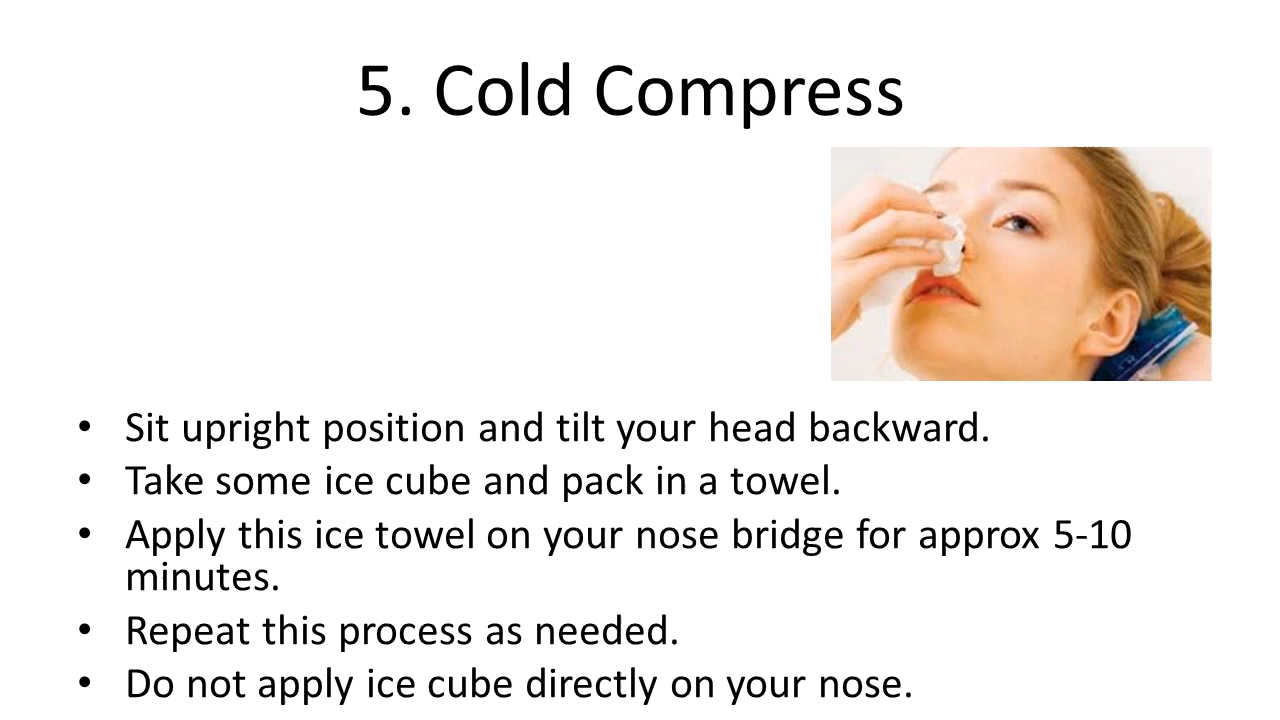 5. Cold Compress
• Sit upright position and tilt your head backward.
• Take some ice cube and pack in a towel.
• Apply this ice towel on your nose bridge for approx 5-10
minutes.
• Repeat this process as needed.
• Do not apply ice cube directly on your nose.